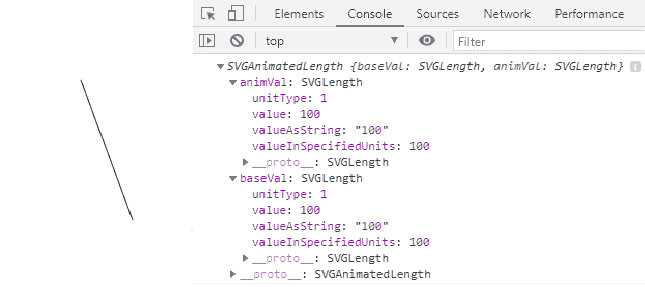 Elements Console Sources Network Performance
top Filter
SVGAnimatedLength {baseVal: SVGLength, animVal: SVGLength} i
animVal: SVGLength
unitType: 1
value: 100
valueAsString: "100"
valueInSpecifiedUnits: 100
__proto__: SVGLength
baseVal: SVGLength
unitType: 1
value: 100
valueAsString: "100"
valueInSpecifiedUnits: 100
__proto__: SVGLength
__proto__: SVGAnimatedLength